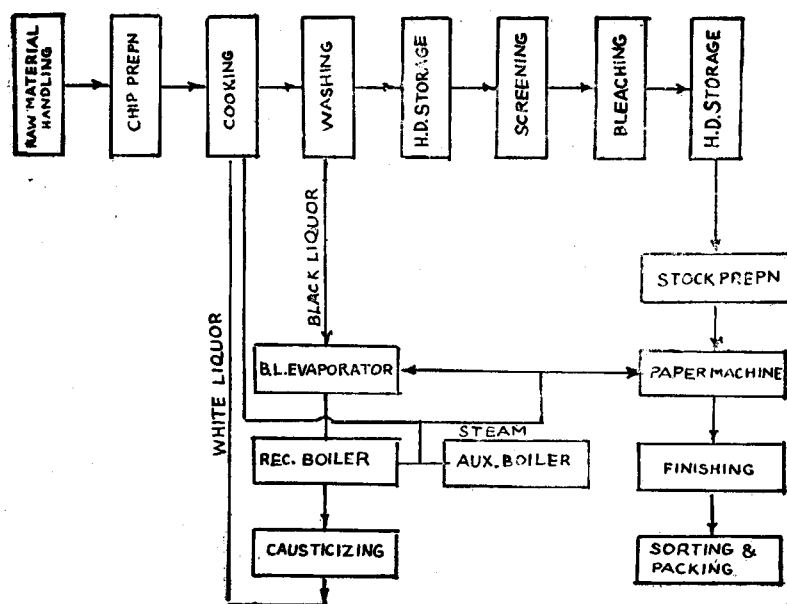 RAW MATERIAL
HANDLING
CHIP PREPN
COOKING
WASHING
H.D. STORAGE
SCREENING
BLEACHING
H.D. STORAGE
BLACK LIQUOR
WHITE LIQUOR
STOCK PREPN
B.L. EVAPORATOR
PAPER MACHINE
STEAM
REC. BOILER
AUX. BOILER
FINISHING
CAUSTICIZING
SORTING &
PACKING